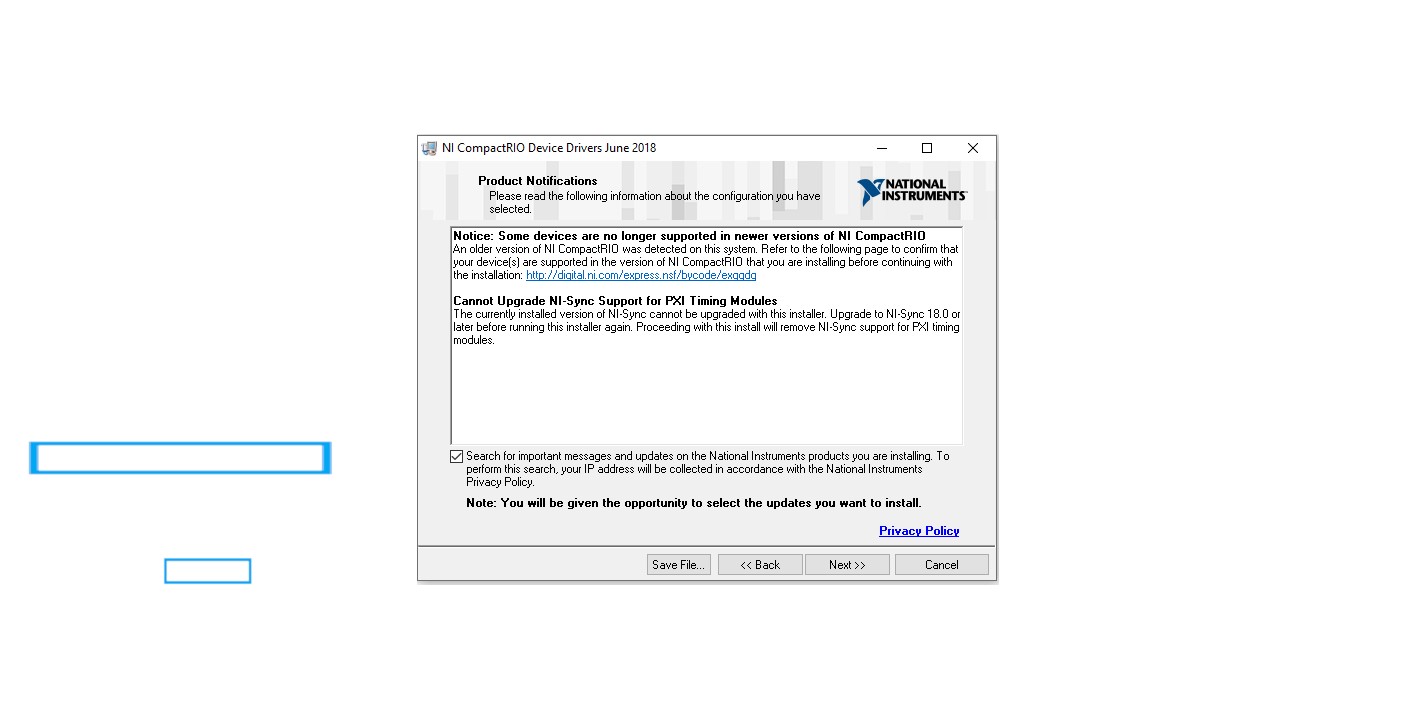 NI CompactRIO Device Drivers June 2018
Product Notifications
Please read the following information about the configuration you have
selected.
NATIONAL
INSTRUMENTS™
Notice: Some devices are no longer supported in newer versions of NI CompactRIO
An older version of NI CompactRIO was detected on this system. Refer to the following page to confirm that
your device(s) are supported in the version of NI CompactRIO that you are installing before continuing with
the installation: http://digital.ni.com/express.nsf/bycode/exggdg
Cannot Upgrade NI-Sync Support for PXI Timing Modules
The currently installed version of NI-Sync cannot be upgraded with this installer. Upgrade to NI-Sync 18.0 or
later before running this installer again. Proceeding with this install will remove NI-Sync support for PXI timing
modules.
Search for important messages and updates on the National Instruments products you are installing. To
perform this search, your IP address will be collected in accordance with the National Instruments
Privacy Policy.
Note: You will be given the opportunity to select the updates you want to install.
Privacy Policy
Save File... << Back Next >> Cancel